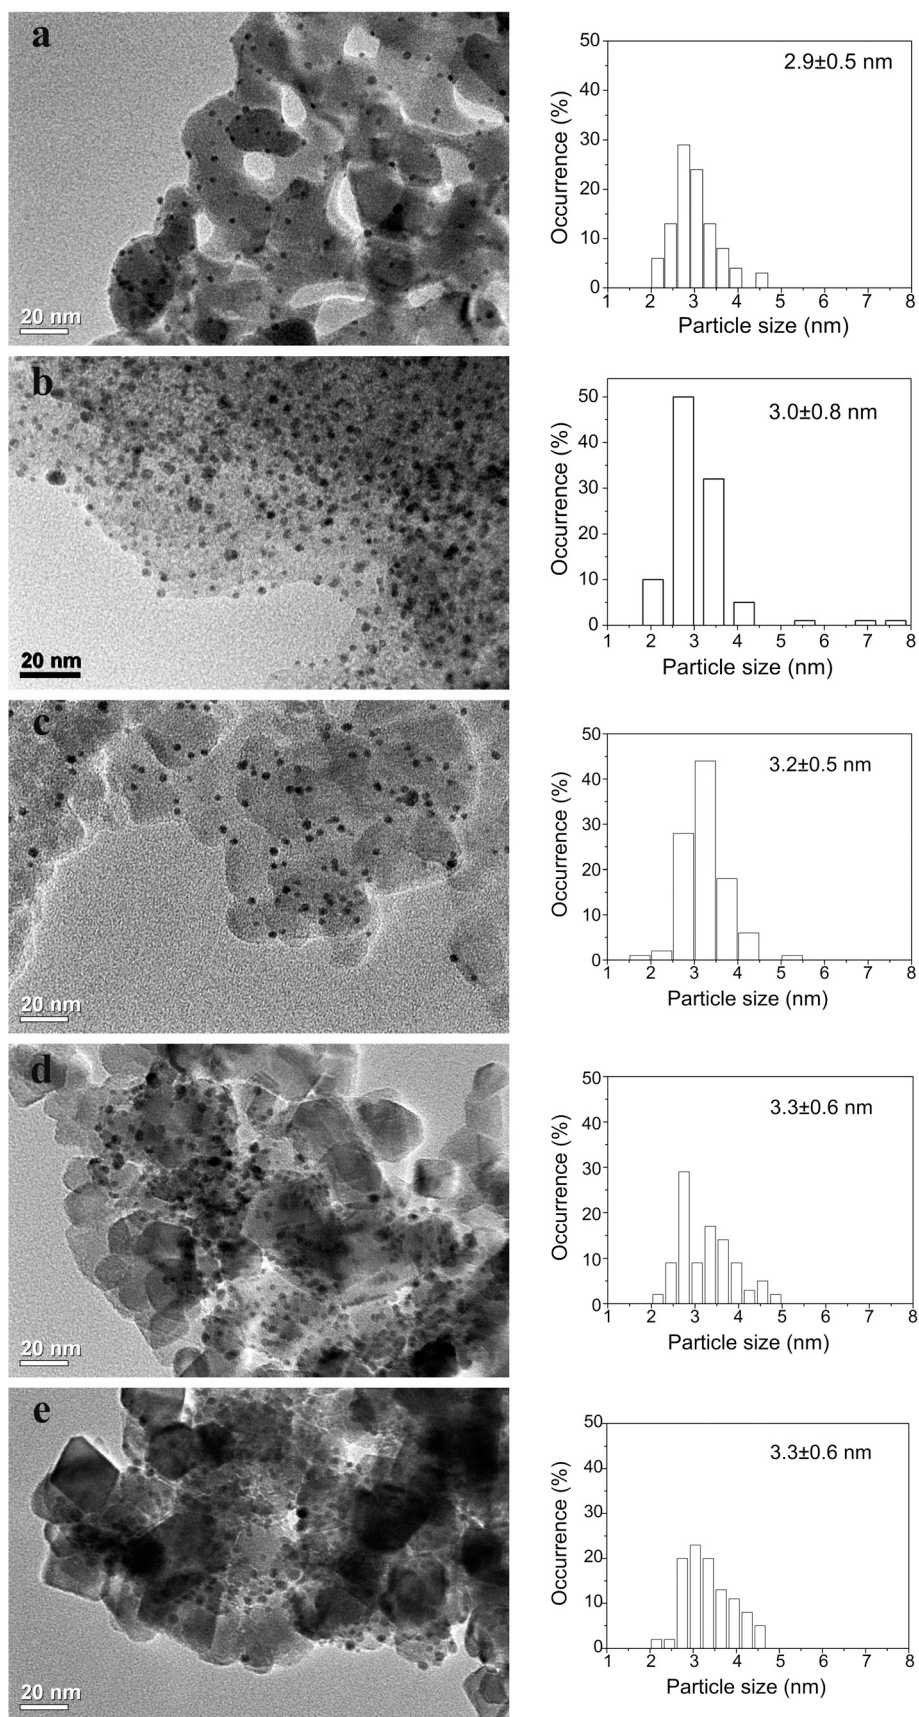 a
20 nm
50
40
30
20
10
0
Occurrence (%)
2.9±0.5 nm
1 2 3 4 5 6 7 8
Particle size (nm)
b
20 nm
50
40
30
20
10
0
Occurrence (%)
3.0±0.8 nm
1 2 3 4 5 6 7 8
Particle size (nm)
c
20 nm
50
40
30
20
10
0
Occurrence (%)
3.2±0.5 nm
1 2 3 4 5 6 7 8
Particle size (nm)
d
20 nm
50
40
30
20
10
0
Occurrence (%)
3.3±0.6 nm
1 2 3 4 5 6 7 8
Particle size (nm)
e
20 nm
50
40
30
20
10
0
Occurrence (%)
3.3±0.6 nm
1 2 3 4 5 6 7 8
Particle size (nm)